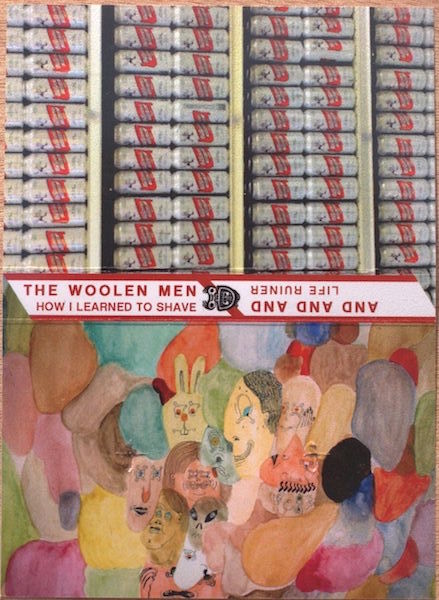 THE WOOLEN MEN
HOW I LEARNED TO SHAVE
AND AND AND
LIFE RUINER